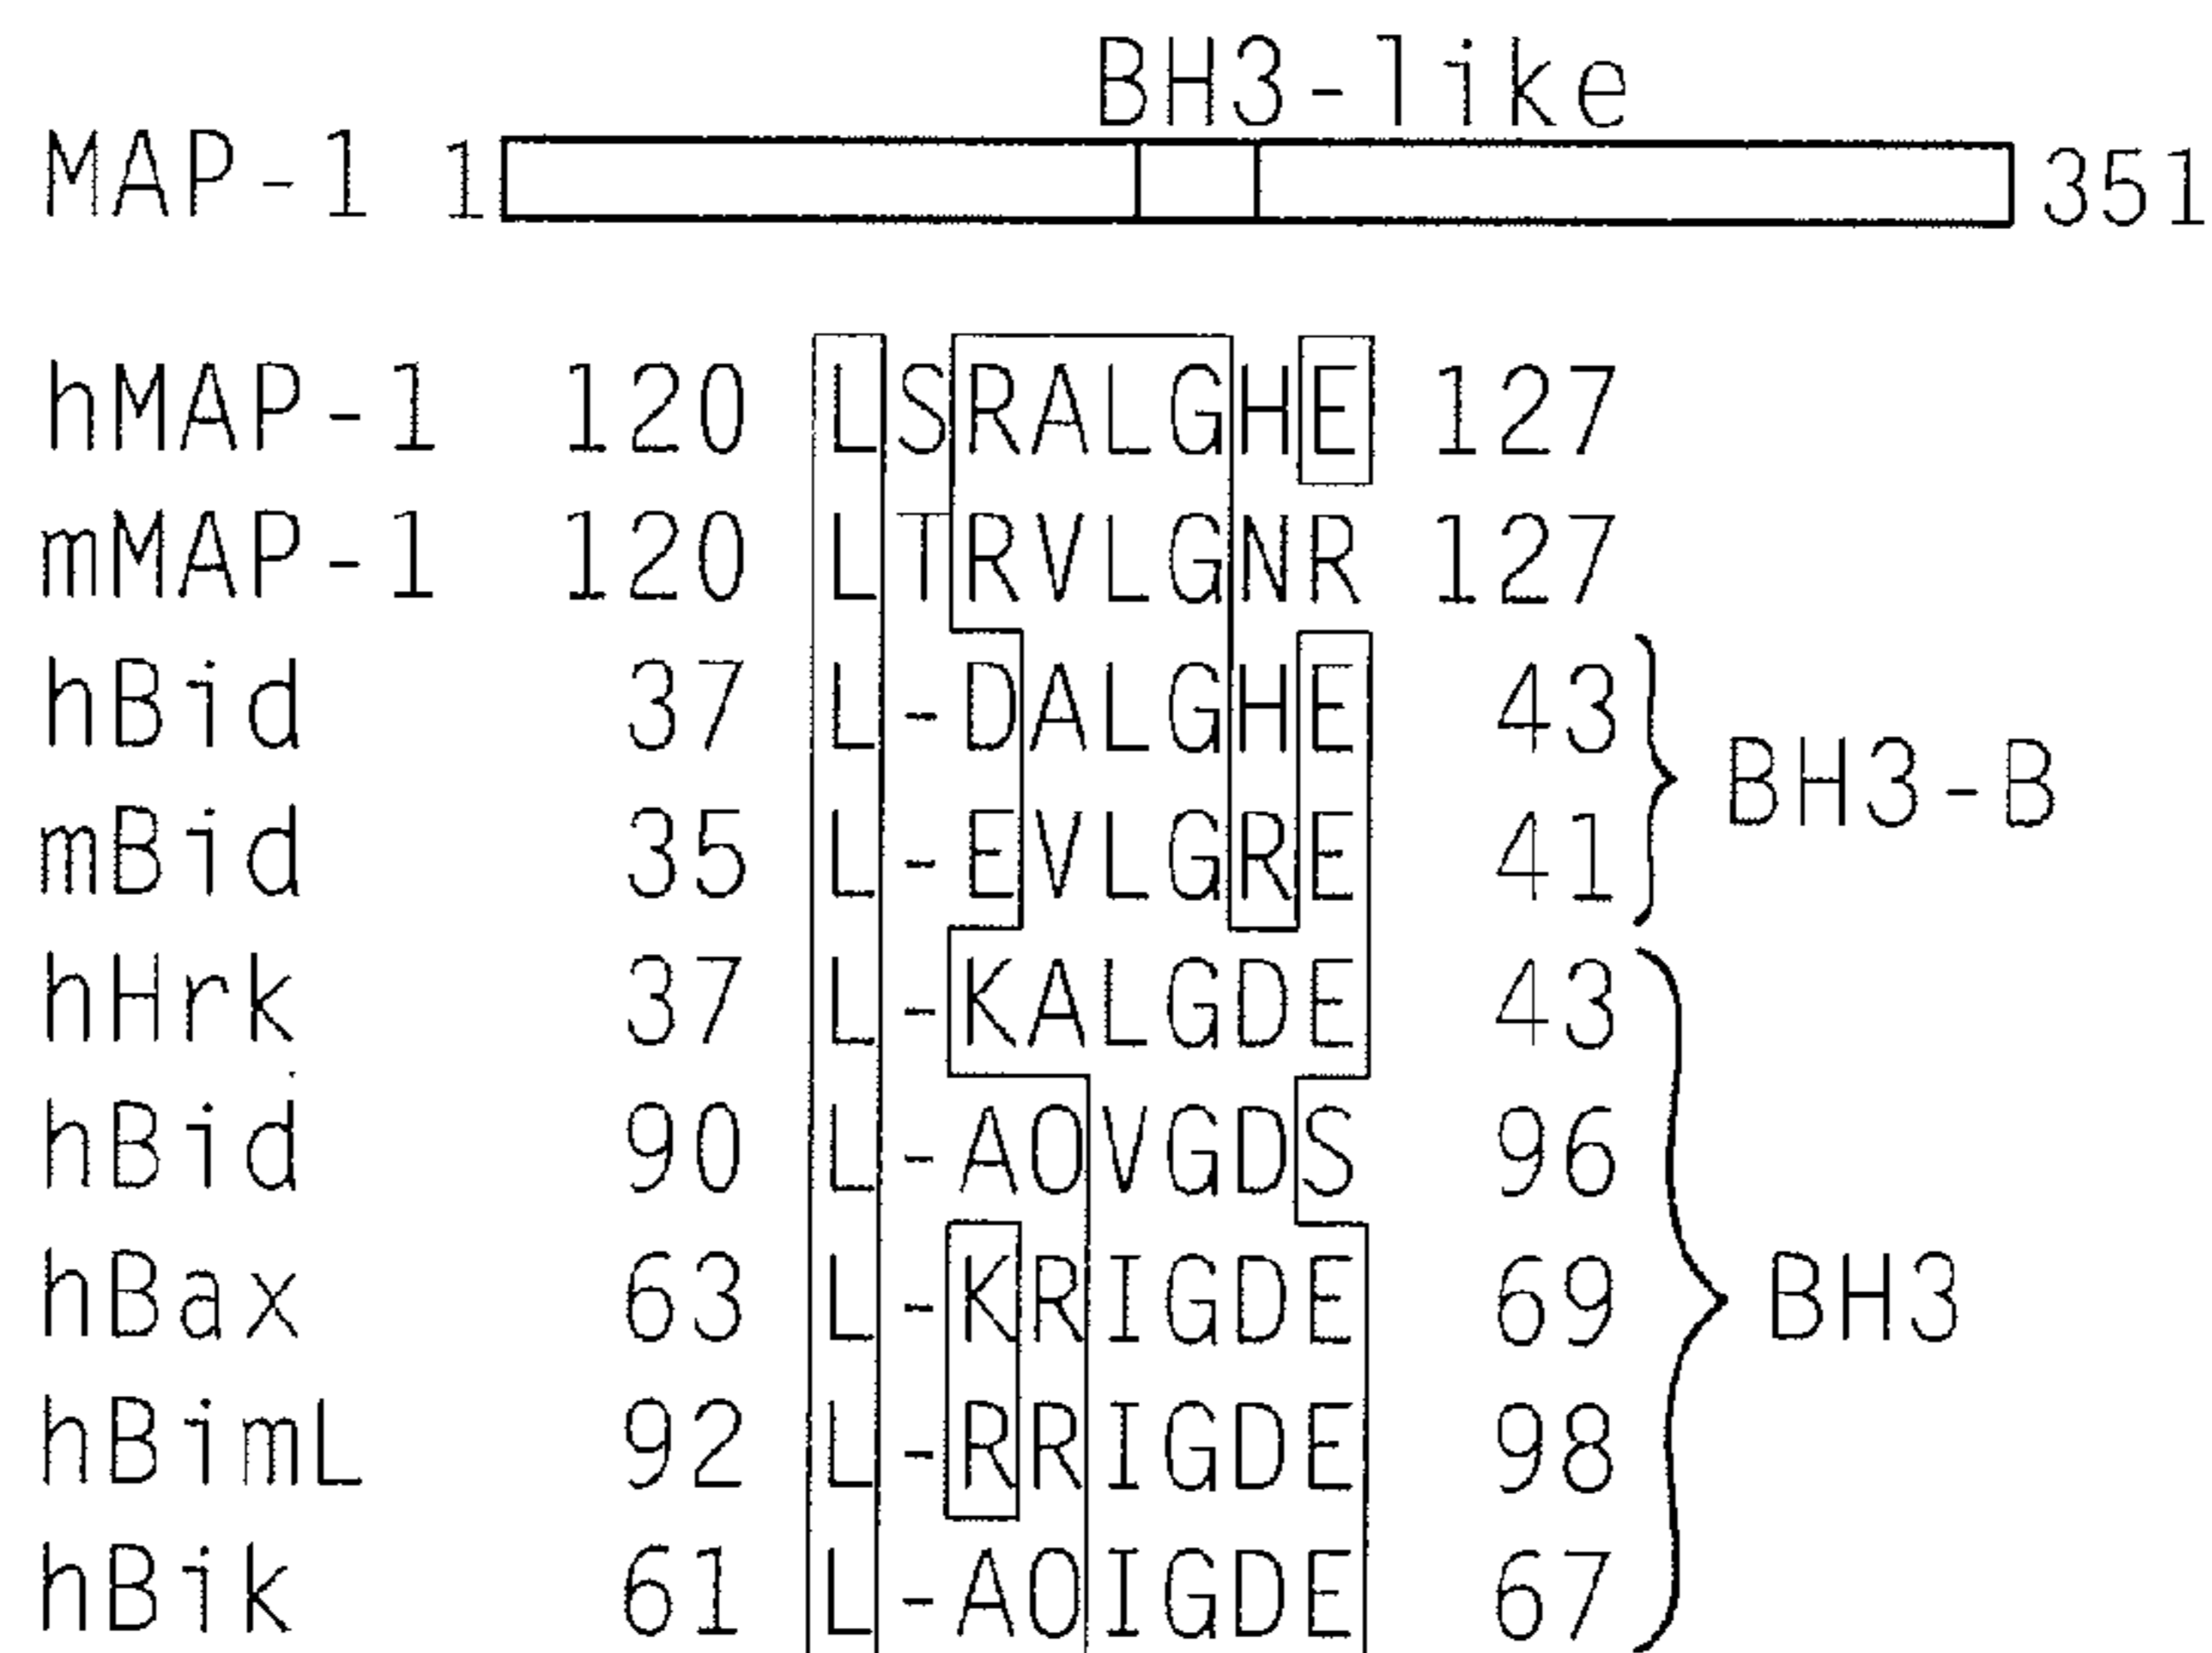 BH3-like
MAP-1 1 351
hMAP-1 120 LSRALGHE 127
mMAP-1 120 LTRVLGNR 127
hBid 37 L-DALGHE 43
mBid 35 L-EVLGRE 41
BH3-B
hHrk 37 L-KALGDE 43
hBid 90 L-AOVGDS 96
hBax 63 L-KRIGDE 69
BH3
hBimL 92 L-RRIGDE 98
hBik 61 L-AOIGDE 67